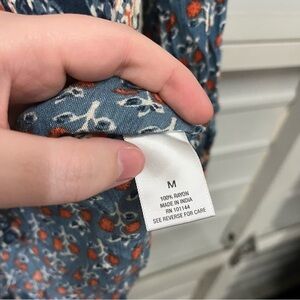 M
100% RAYON
MADE IN INDIA
RN 101144
SEE REVERSE FOR CARE